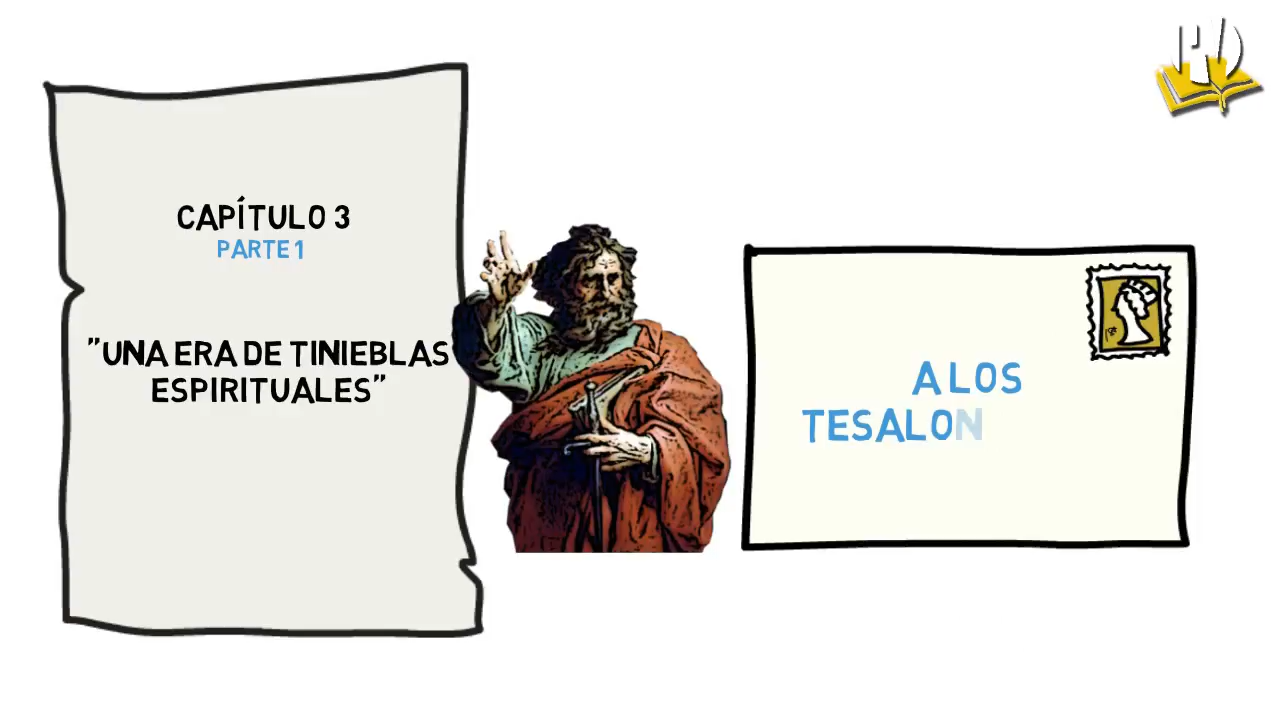 CAPÍTULO 3
PARTE 1
"UNA ERA DE TINIEBLAS
ESPIRITUALES"
A LOS
TESALON